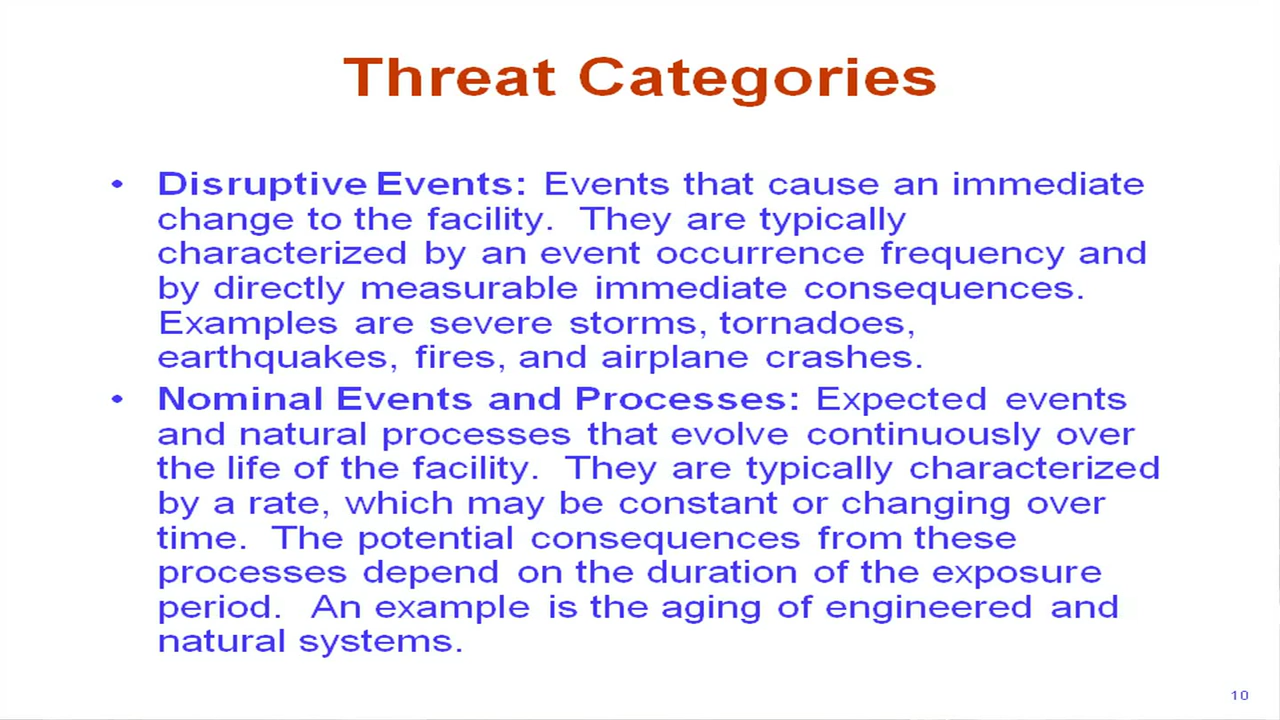 Threat Categories
• Disruptive Events: Events that cause an immediate
change to the facility. They are typically
characterized by an event occurrence frequency and
by directly measurable immediate consequences.
Examples are severe storms, tornadoes,
earthquakes, fires, and airplane crashes.
• Nominal Events and Processes: Expected events
and natural processes that evolve continuously over
the life of the facility. They are typically characterized
by a rate, which may be constant or changing over
time. The potential consequences from these
processes depend on the duration of the exposure
period. An example is the aging of engineered and
natural systems.
10